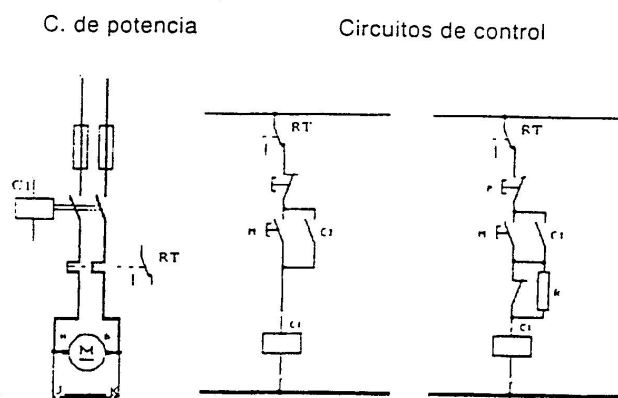 C. de potencia
Circuitos de control
C1
RT
M
J
K
RT
M
C1
C1
RT
P
M
C1
R
C1